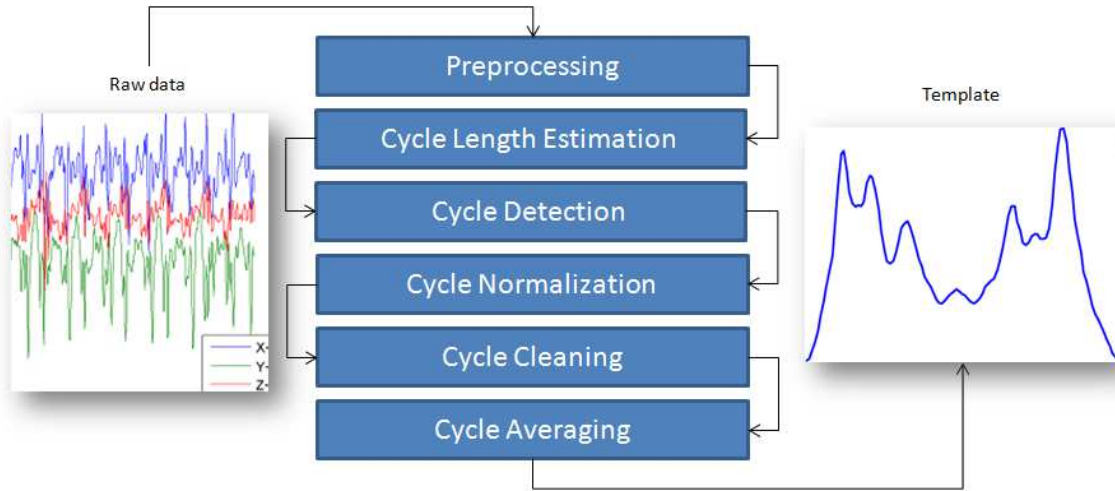 Raw data
X-
Y-
Z-
Preprocessing
Cycle Length Estimation
Cycle Detection
Cycle Normalization
Cycle Cleaning
Cycle Averaging
Template